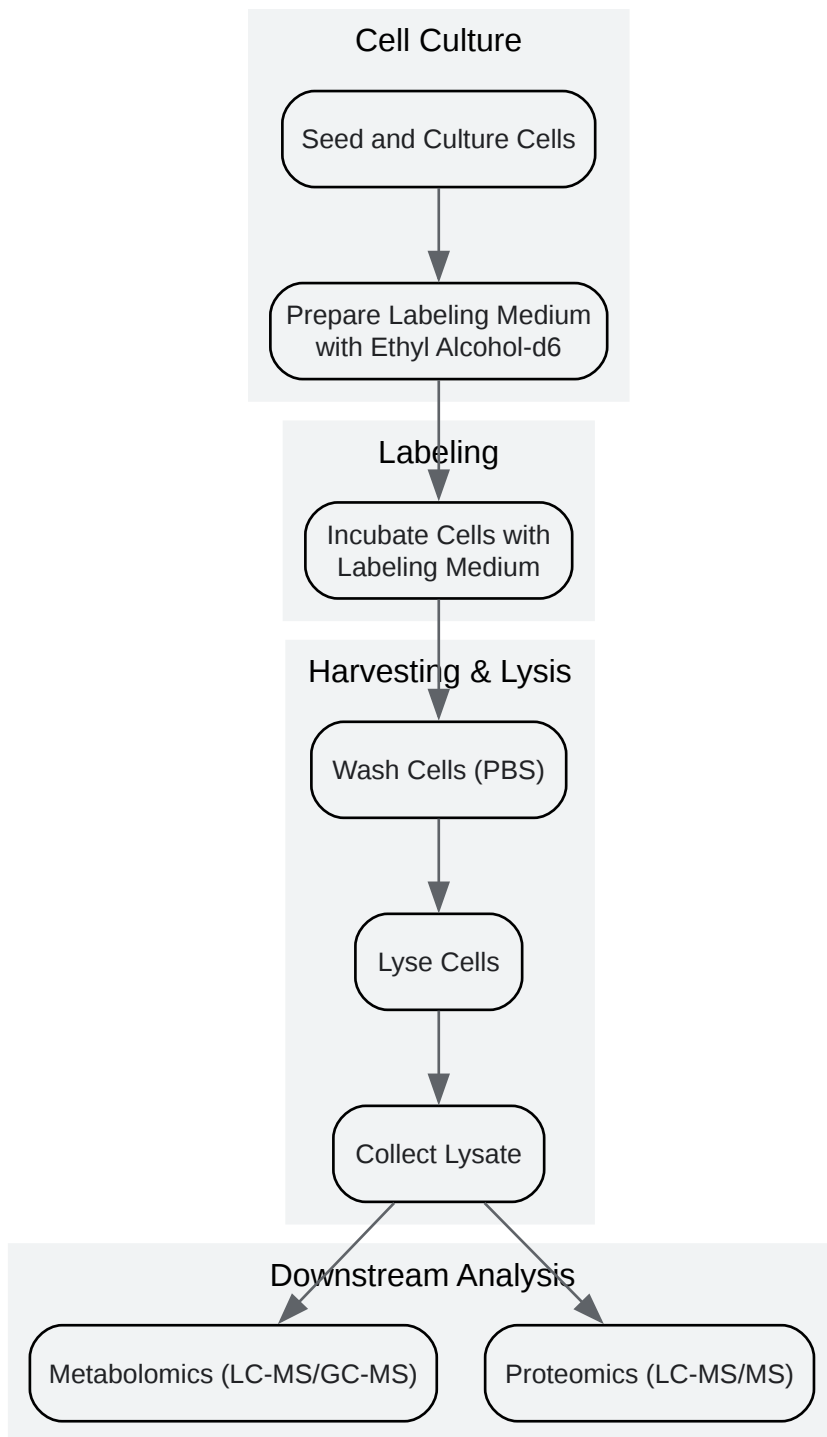 Cell Culture
Seed and Culture Cells
Prepare Labeling Medium
with Ethyl Alcohol-d6
Labeling
Incubate Cells with
Labeling Medium
Harvesting & Lysis
Wash Cells (PBS)
Lyse Cells
Collect Lysate
Downstream Analysis
Metabolomics (LC-MS/GC-MS)
Proteomics (LC-MS/MS)